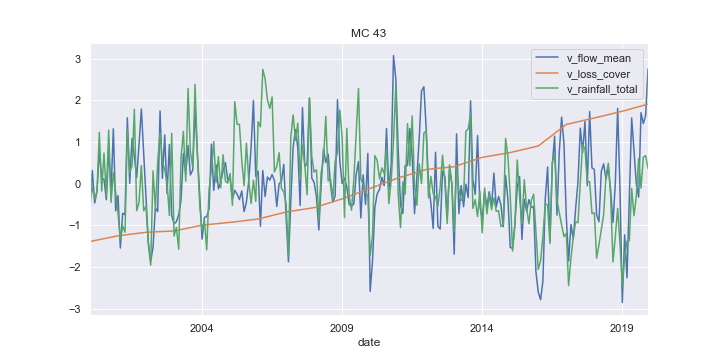 MC 43
v_flow_mean
v_loss_cover
v_rainfall_total
3
2
1
0
−1
−2
−3
2004 2009 2014 2019
date